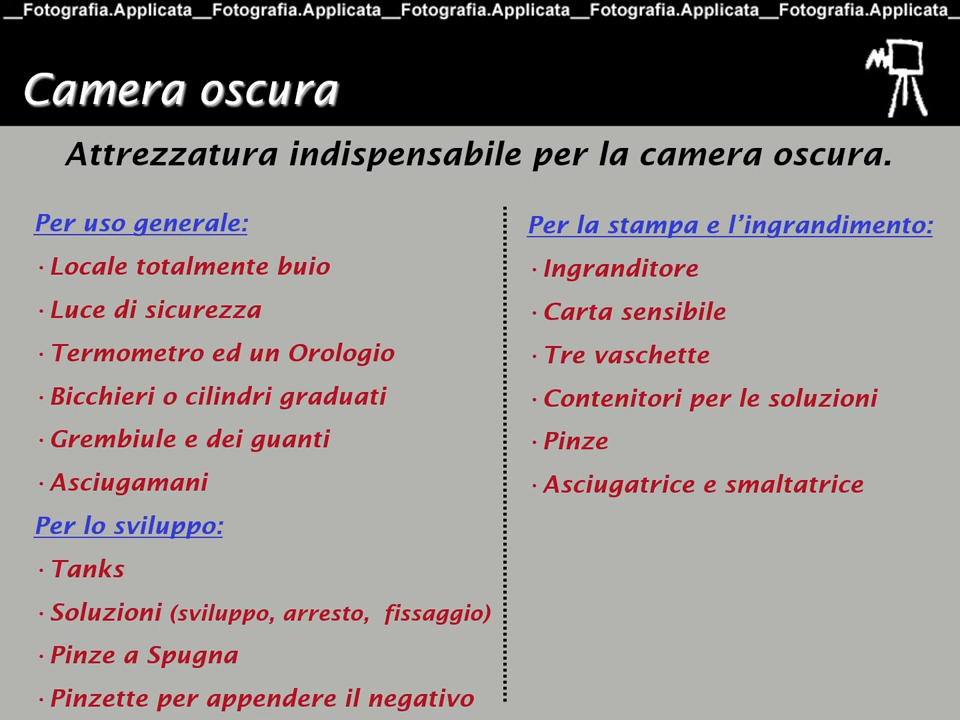 __Fotografia.Applicata__Fotografia.Applicata__Fotografia.Applicata__Fotografia.Applicata__Fotografia.Applicata_
Camera oscura
Attrezzatura indispensabile per la camera oscura.
Per uso generale:
· Locale totalmente buio
· Luce di sicurezza
· Termometro ed un Orologio
· Bicchieri o cilindri graduati
· Grembiule e dei guanti
· Asciugamani
Per lo sviluppo:
· Tanks
· Soluzioni (sviluppo, arresto, fissaggio)
· Pinze a Spugna
· Pinzette per appendere il negativo
Per la stampa e l’ingrandimento:
· Ingranditore
· Carta sensibile
· Tre vaschette
· Contenitori per le soluzioni
· Pinze
· Asciugatrice e smaltatrice